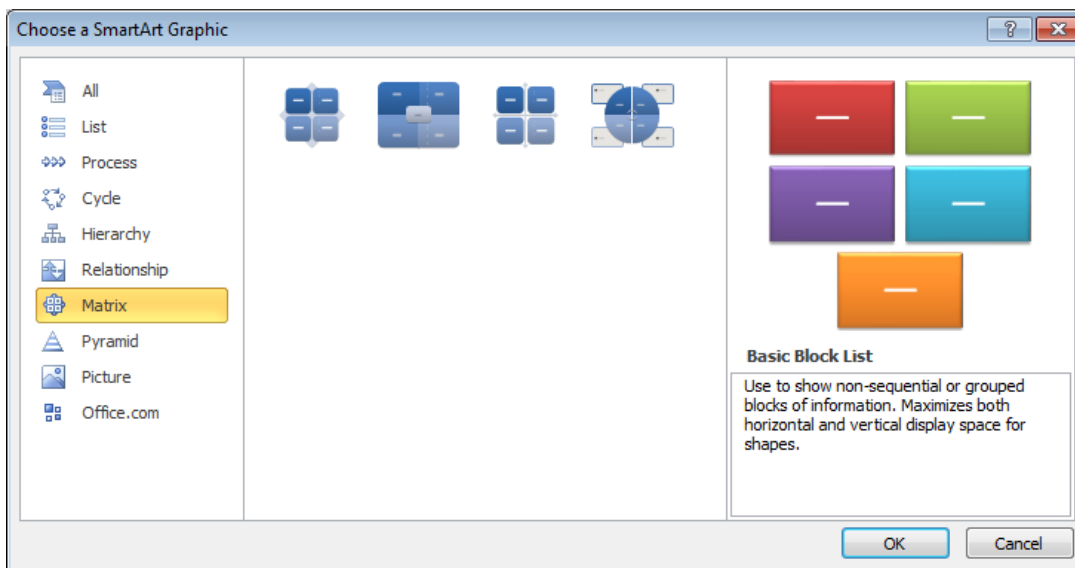 Choose a SmartArt Graphic
All
List
Process
Cycle
Hierarchy
Relationship
Matrix
Pyramid
Picture
Office.com
Basic Block List
Use to show non-sequential or grouped
blocks of information. Maximizes both
horizontal and vertical display space for
shapes.
OK
Cancel